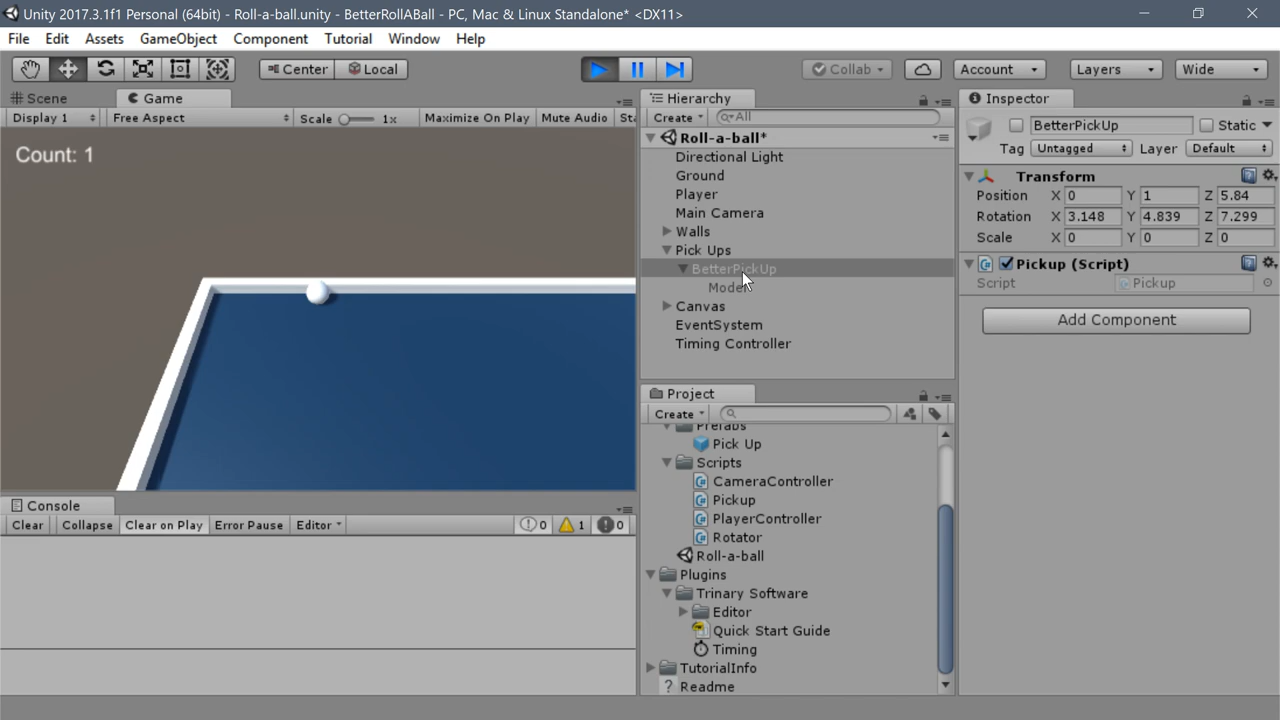 Unity 2017.3.1f1 Personal (64bit) - Roll-a-ball.unity - BetterRollABall - PC, Mac & Linux Standalone* <DX11>
File Edit Assets GameObject Component Tutorial Window Help
Center Local Collab Account Layers Wide
Scene Game
Display 1 Free Aspect Scale 1x Maximize On Play Mute Audio Sta
Count: 1
Console
Clear Collapse Clear on Play Error Pause Editor 0 1 0
Hierarchy
Create All
Roll-a-ball*
Directional Light
Ground
Player
Main Camera
Walls
Pick Ups
BetterPickUp
Model
Canvas
EventSystem
Timing Controller
Project
Create
Prefabs
Pick Up
Scripts
CameraController
Pickup
PlayerController
Rotator
Roll-a-ball
Plugins
Trinary Software
Editor
Quick Start Guide
Timing
TutorialInfo
? Readme
Inspector
BetterPickUp Static
Tag Untagged Layer Default
Transform
Position X 0 Y 1 Z 5.84
Rotation X 3.148 Y 4.839 Z 7.299
Scale X 0 Y 0 Z 0
Pickup (Script)
Script Pickup
Add Component